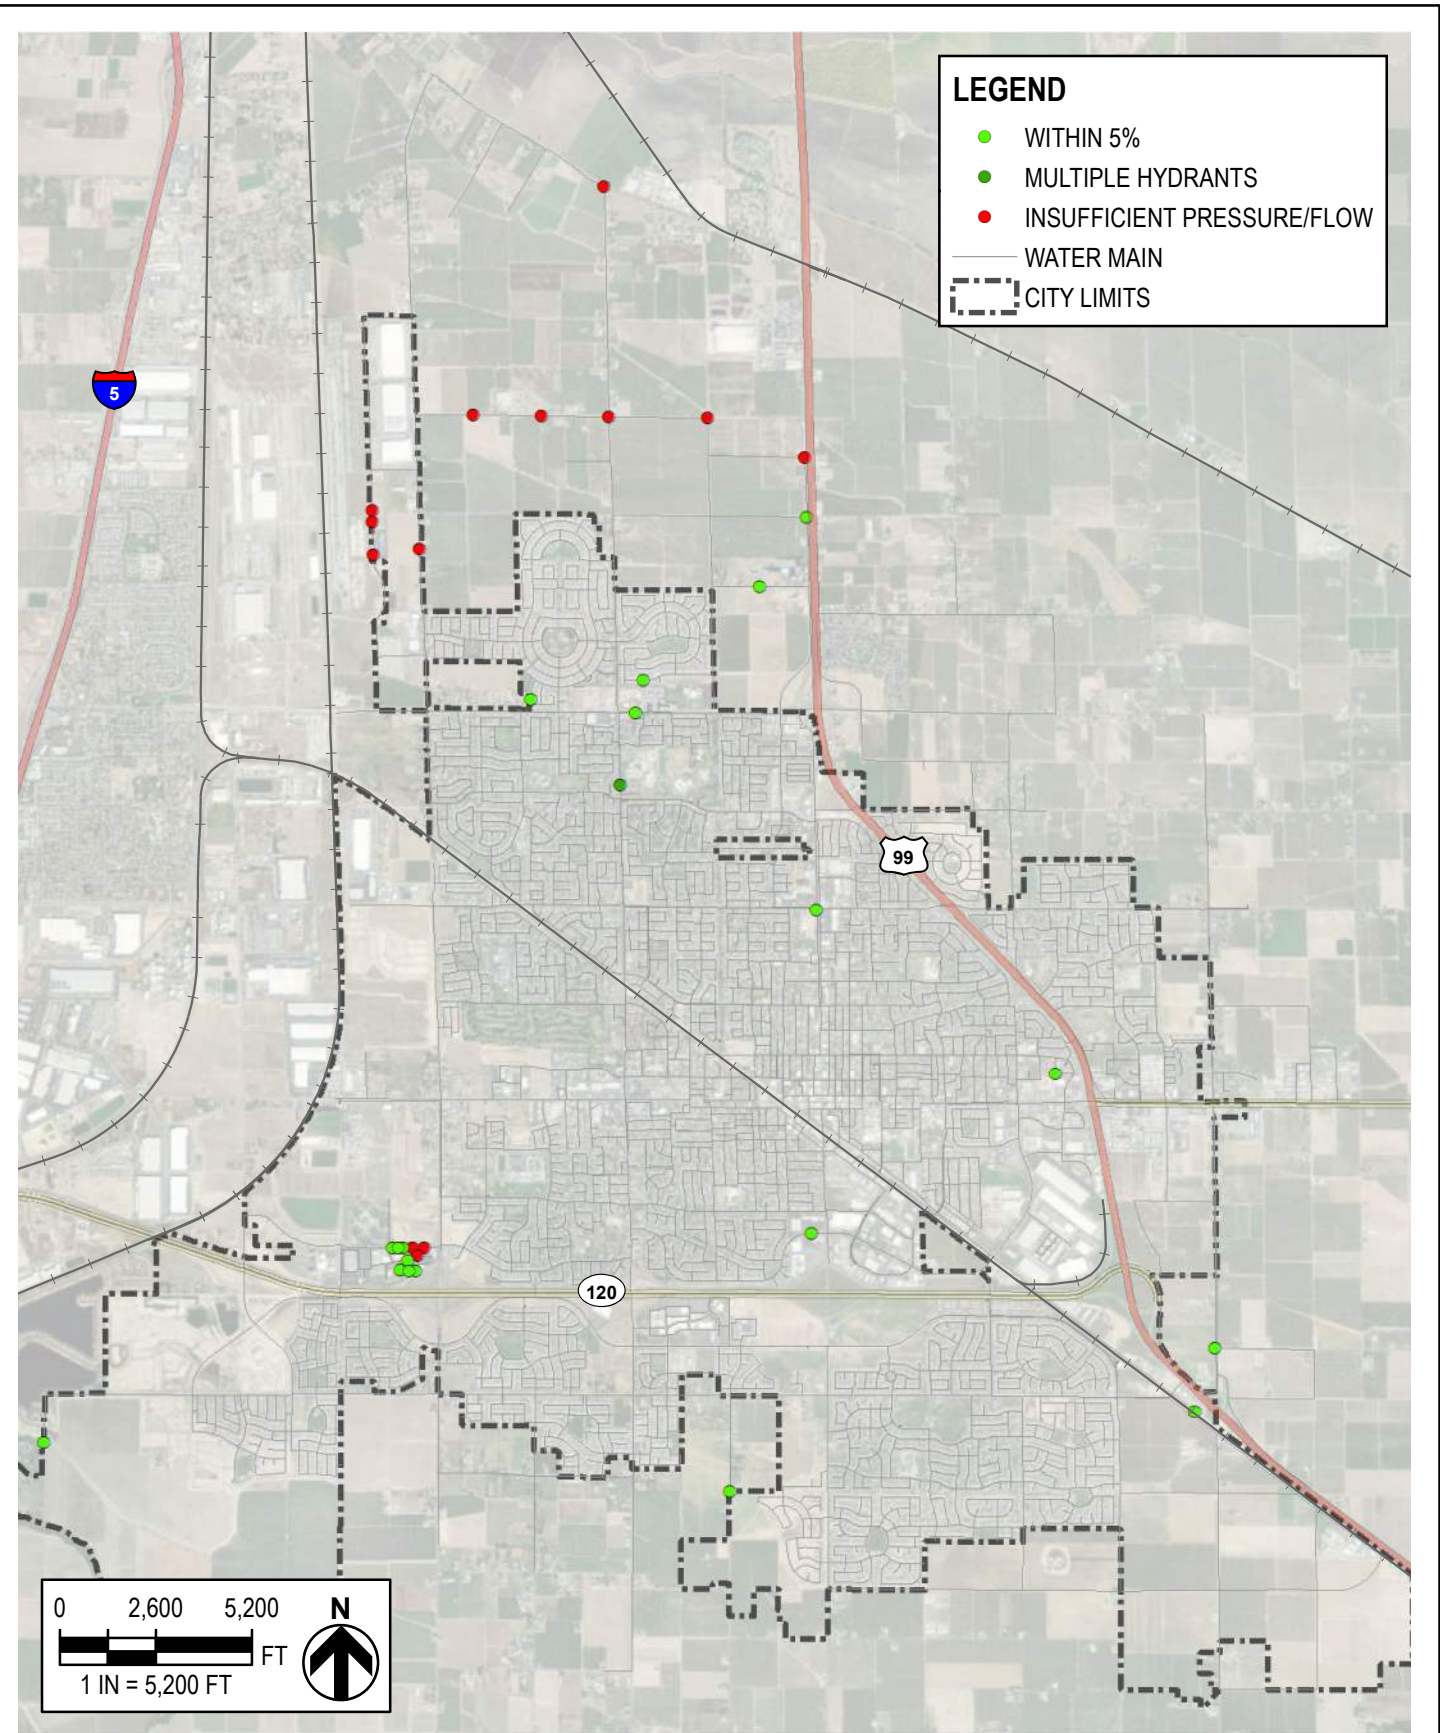 LEGEND
WITHIN 5%
MULTIPLE HYDRANTS
INSUFFICIENT PRESSURE/FLOW
WATER MAIN
CITY LIMITS
5
99
120
0 2,600 5,200
FT
1 IN = 5,200 FT
N